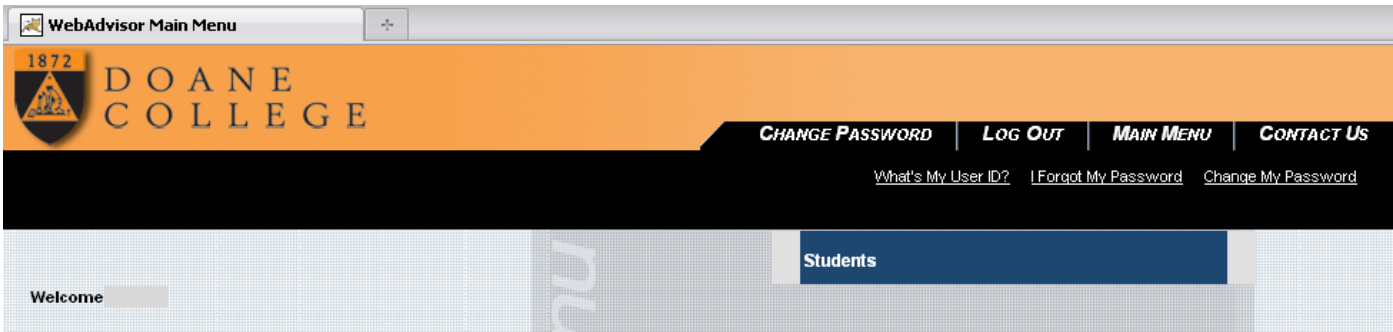 WebAdvisor Main Menu
1872
DOANE
COLLEGE
CHANGE PASSWORD LOG OUT MAIN MENU CONTACT US
What's My User ID? I Forgot My Password Change My Password
nu
Students
Welcome